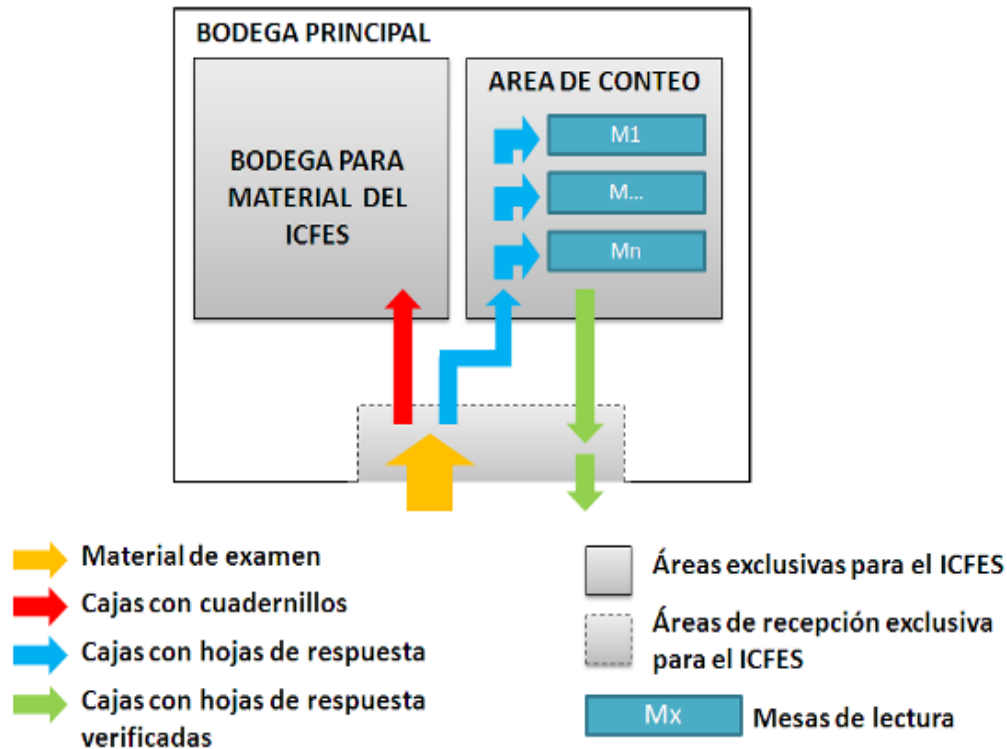 BODEGA PRINCIPAL
BODEGA PARA
MATERIAL DEL
ICFES
AREA DE CONTEO
M1
M...
Mn
Material de examen
Cajas con cuadernillos
Cajas con hojas de respuesta
Cajas con hojas de respuesta
verificadas
Áreas exclusivas para el ICFES
Áreas de recepción exclusiva
para el ICFES
Mx
Mesas de lectura